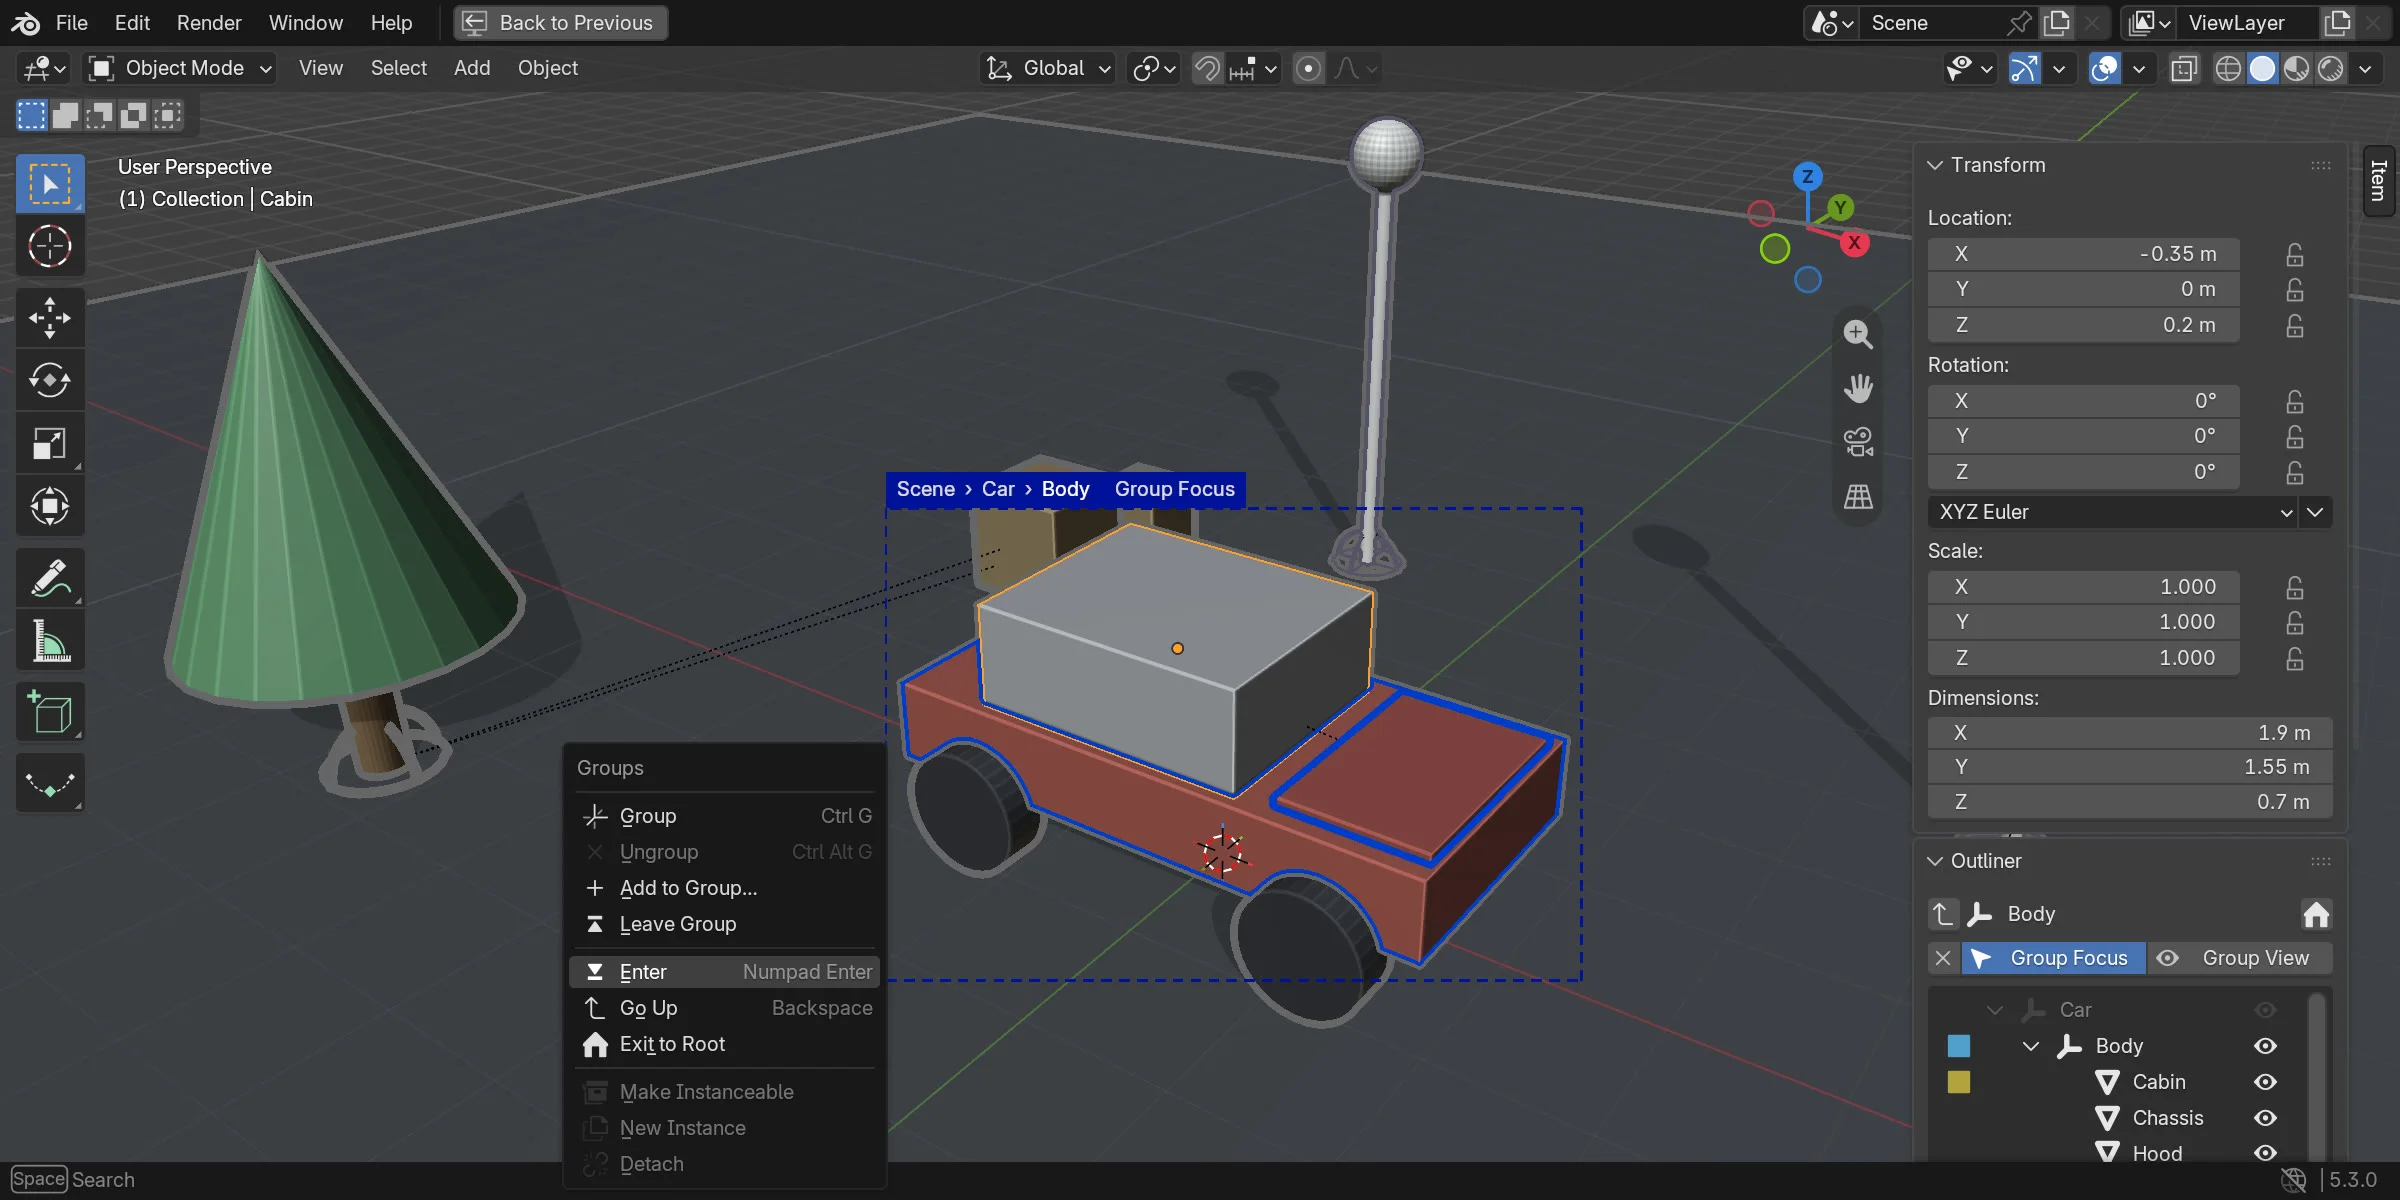 File Edit Render Window Help Back to Previous Scene ViewLayer
Object Mode View Select Add Object Global
User Perspective
(1) Collection | Cabin
Z
Y
X
Scene › Car › Body Group Focus
Groups
Group Ctrl G
Ungroup Ctrl Alt G
Add to Group...
Leave Group
Enter Numpad Enter
Go Up Backspace
Exit to Root
Make Instanceable
New Instance
Detach
Item
Transform
Location:
X -0.35 m
Y 0 m
Z 0.2 m
Rotation:
X 0°
Y 0°
Z 0°
XYZ Euler
Scale:
X 1.000
Y 1.000
Z 1.000
Dimensions:
X 1.9 m
Y 1.55 m
Z 0.7 m
Outliner
Body
Group Focus Group View
Car
Body
Cabin
Chassis
Hood
Space Search
5.3.0